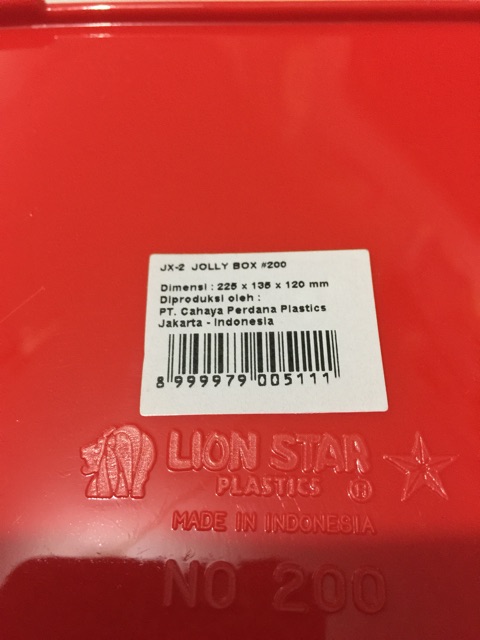 JX-2 JOLLY BOX #200
Dimensi : 225 x 135 x 120 mm
Diproduksi oleh :
PT. Cahaya Perdana Plastics
Jakarta - Indonesia
8 999979 005111
LION STAR
PLASTICS ®
MADE IN INDONESIA
NO 200